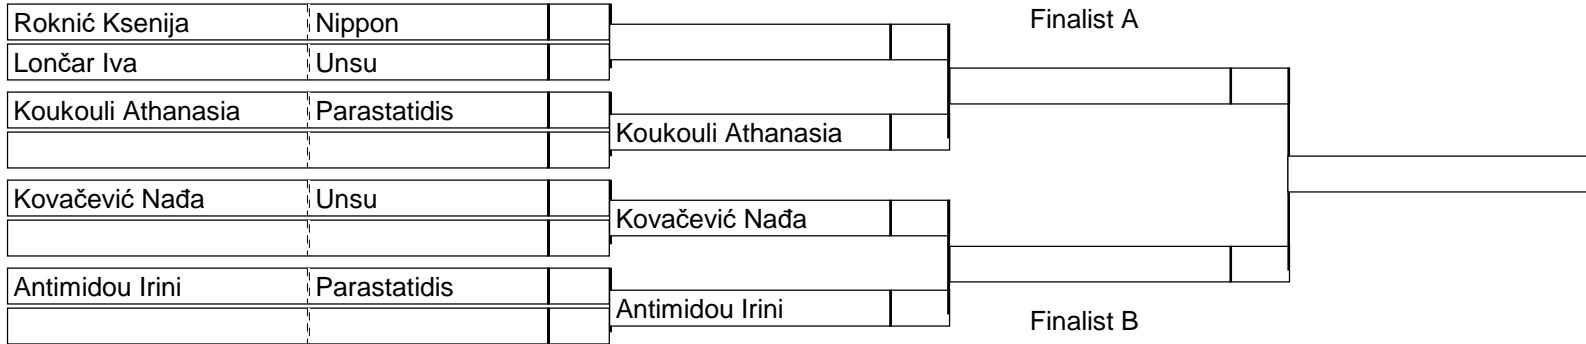 Roknić Ksenija Nippon
Lončar Iva Unsu
Koukouli Athanasia Parastatidis
Kovačević Nađa Unsu
Antimidou Irini Parastatidis
Koukouli Athanasia
Kovačević Nađa
Antimidou Irini
Finalist A
Finalist B